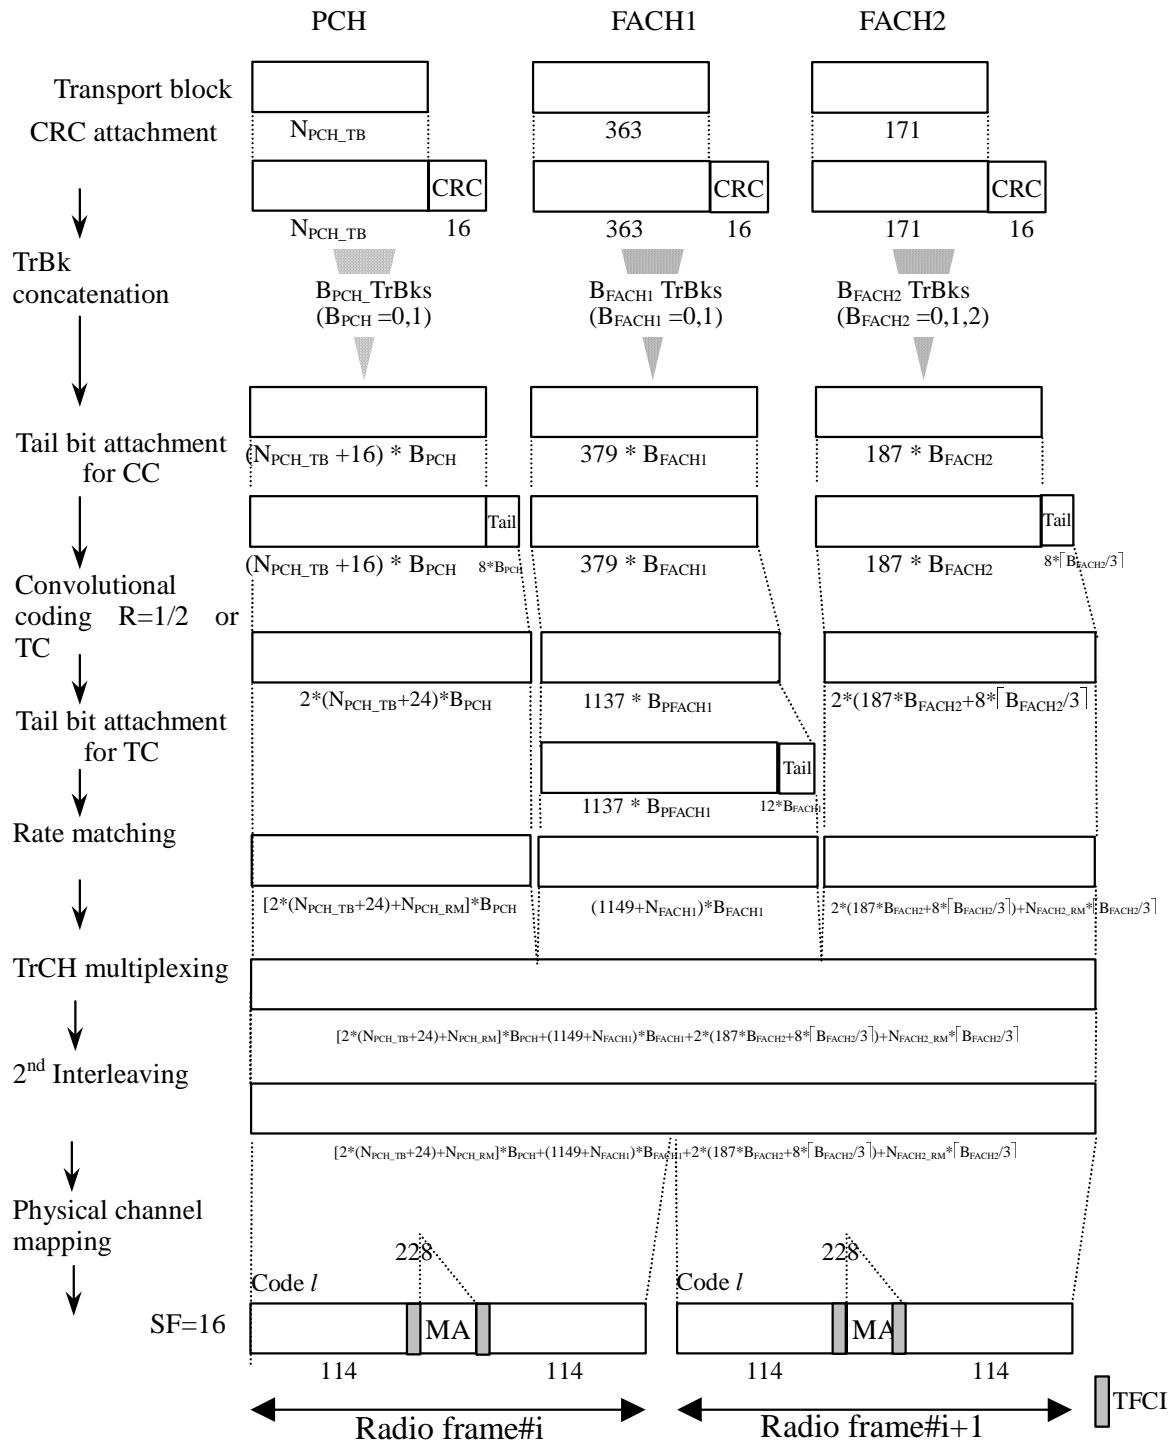 PCH FACH1 FACH2
Transport block
CRC attachment N_PCH_TB 363 171
CRC CRC CRC
N_PCH_TB 16 363 16 171 16
TrBk
concatenation
B_PCH_ TrBks B_FACH1 TrBks B_FACH2 TrBks
(B_PCH =0,1) (B_FACH1 =0,1) (B_FACH2 =0,1,2)
Tail bit attachment
for CC
(N_PCH_TB +16) * B_PCH 379 * B_FACH1 187 * B_FACH2
Tail Tail
(N_PCH_TB +16) * B_PCH 8*B_PCH 379 * B_FACH1 187 * B_FACH2 8*⌈B_FACH2/3⌉
Convolutional
coding R=1/2 or
TC
2*(N_PCH_TB+24)*B_PCH 1137 * B_PFACH1 2*(187*B_FACH2+8*⌈B_FACH2/3⌉
Tail bit attachment
for TC
Tail
1137 * B_PFACH1 12*B_FACH1
Rate matching
[2*(N_PCH_TB+24)+N_PCH_RM]*B_PCH (1149+N_FACH1)*B_FACH1 2*(187*B_FACH2+8*⌈B_FACH2/3⌉)+N_FACH2_RM*⌈B_FACH2/3⌉
TrCH multiplexing
[2*(N_PCH_TB+24)+N_PCH_RM]*B_PCH+(1149+N_FACH1)*B_FACH1+2*(187*B_FACH2+8*⌈B_FACH2/3⌉)+N_FACH2_RM*⌈B_FACH2/3⌉
2nd Interleaving
[2*(N_PCH_TB+24)+N_PCH_RM]*B_PCH+(1149+N_FACH1)*B_FACH1+2*(187*B_FACH2+8*⌈B_FACH2/3⌉)+N_FACH2_RM*⌈B_FACH2/3⌉
Physical channel
mapping
228 228
Code l Code l
SF=16 MA MA
114 114 114 114
TFCI
Radio frame#i Radio frame#i+1